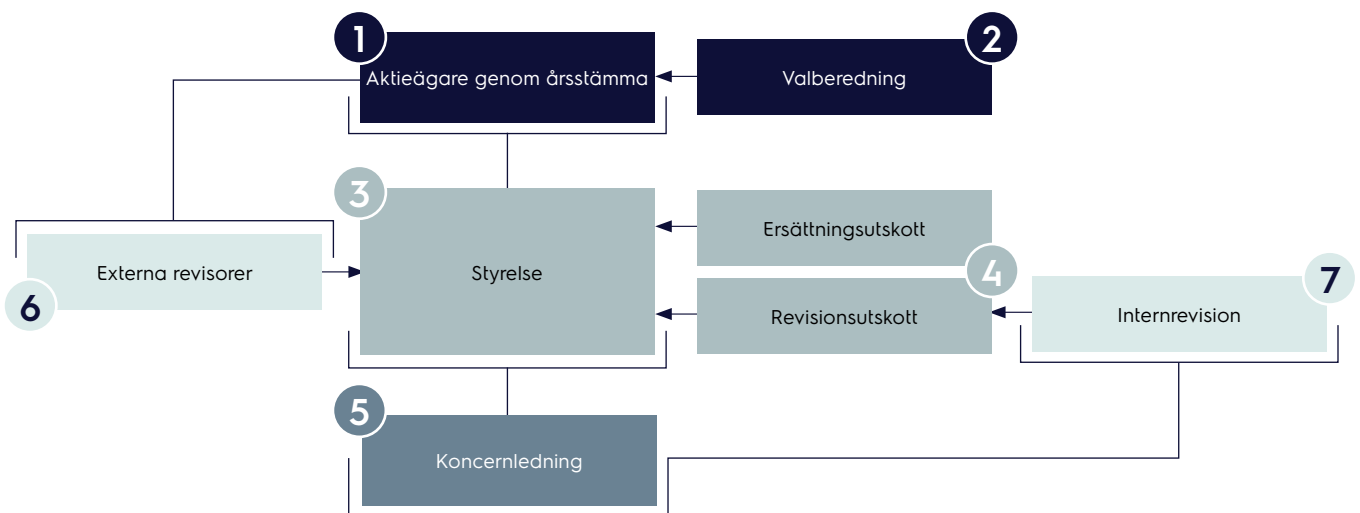 1
Aktieägare genom årsstämma
2
Valberedning
3
Styrelse
Ersättningsutskott
4
Revisionsutskott
Externa revisorer
6
7
Internrevision
5
Koncernledning